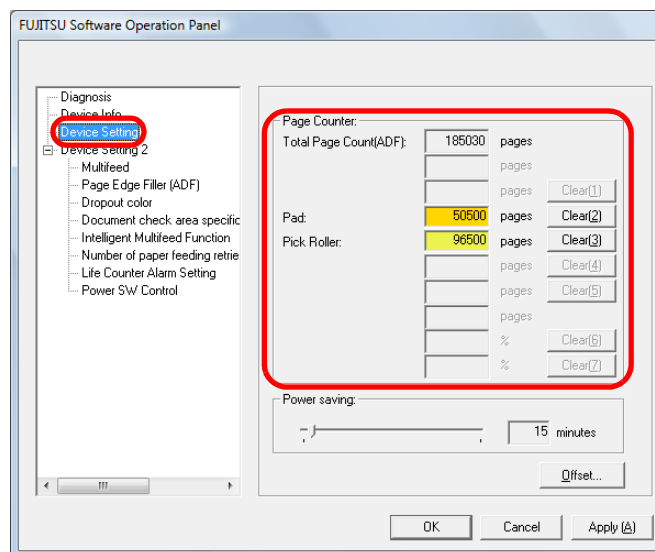 FUJITSU Software Operation Panel
Diagnosis
Device Info
Device Setting
Device Setting 2
Multifeed
Page Edge Filler (ADF)
Dropout color
Document check area specific
Intelligent Multifeed Function
Number of paper feeding retrie
Life Counter Alarm Setting
Power SW Control
Page Counter:
Total Page Count(ADF): 185030 pages
pages
pages Clear(1)
Pad: 50500 pages Clear(2)
Pick Roller: 96500 pages Clear(3)
pages Clear(4)
pages Clear(5)
pages
% Clear(6)
% Clear(7)
Power saving:
15 minutes
Offset...
OK Cancel Apply (A)